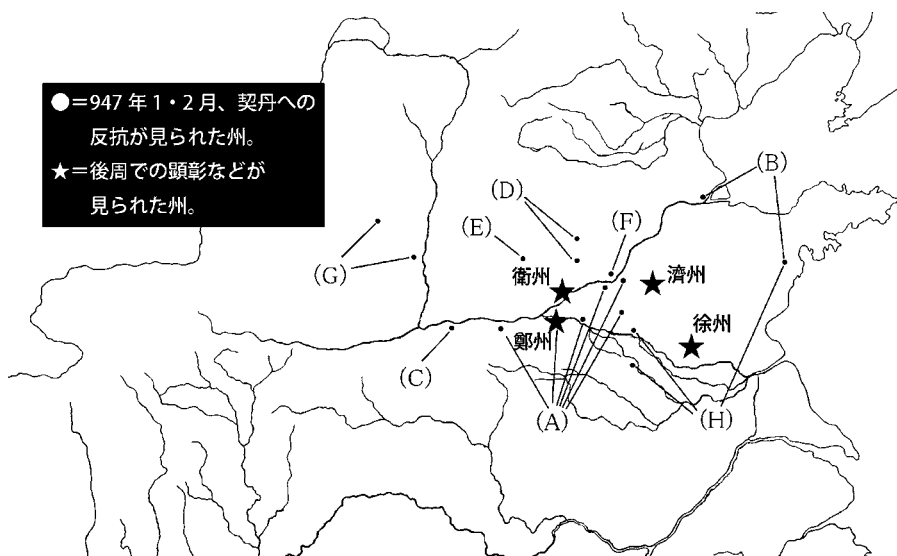 ●=947年1・2月、契丹への
反抗が見られた州。
★=後周での顕彰などが
見られた州。
(B)
(D)
(E)
(F)
(G)
衛州
濟州
鄭州
徐州
(C)
(A)
(H)